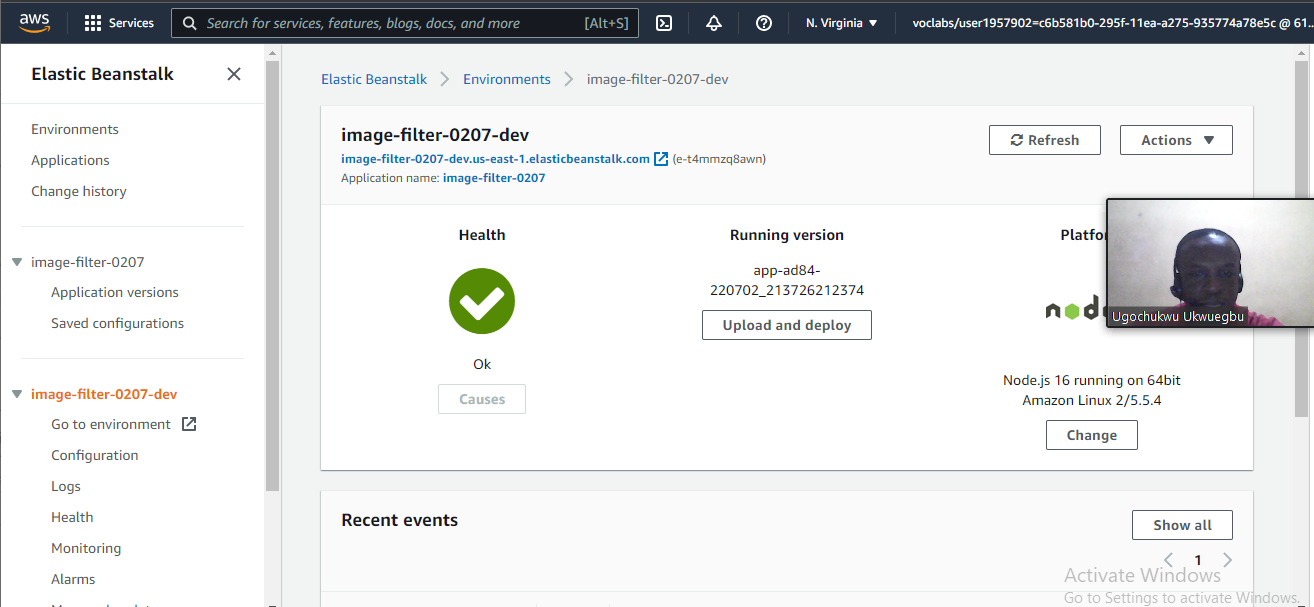 aws
Services
Search for services, features, blogs, docs, and more
[Alt+S]
N. Virginia
voclabs/user1957902=c6b581b0-295f-11ea-a275-935774a78e5c @ 61...
Elastic Beanstalk
Environments
Applications
Change history
image-filter-0207
Application versions
Saved configurations
image-filter-0207-dev
Go to environment
Configuration
Logs
Health
Monitoring
Alarms
Elastic Beanstalk
Environments
image-filter-0207-dev
image-filter-0207-dev
image-filter-0207-dev.us-east-1.elasticbeanstalk.com (e-t4mmzq8awn)
Application name: image-filter-0207
Refresh
Actions
Health
Ok
Causes
Running version
app-ad84-
220702_213726212374
Upload and deploy
Platfor
nod
Ugochukwu Ukwuegbu
Node.js 16 running on 64bit
Amazon Linux 2/5.5.4
Change
Recent events
Show all
1
Activate Windows
Go to Settings to activate Windows.